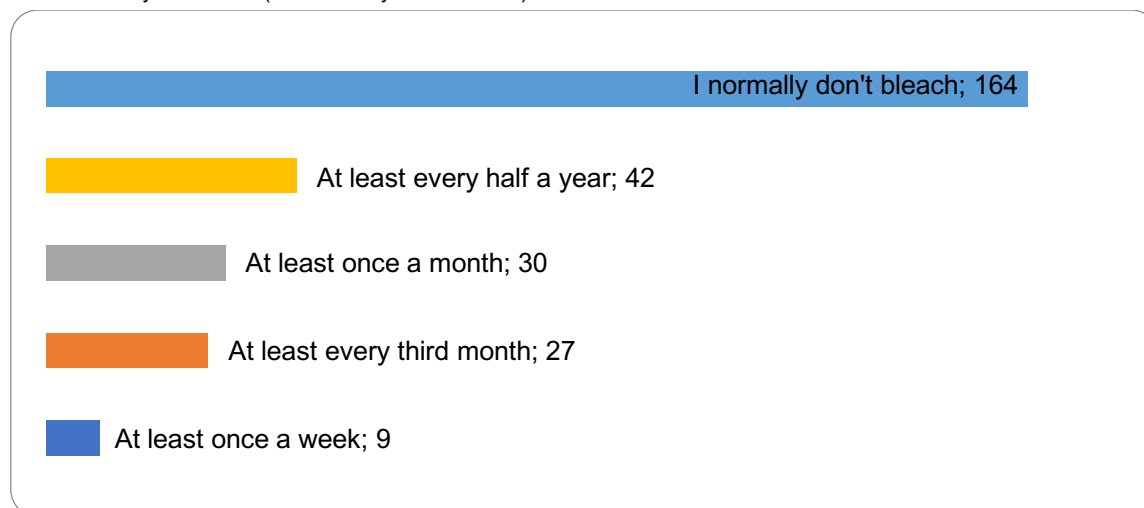 I normally don't bleach; 164
At least every half a year; 42
At least once a month; 30
At least every third month; 27
At least once a week; 9